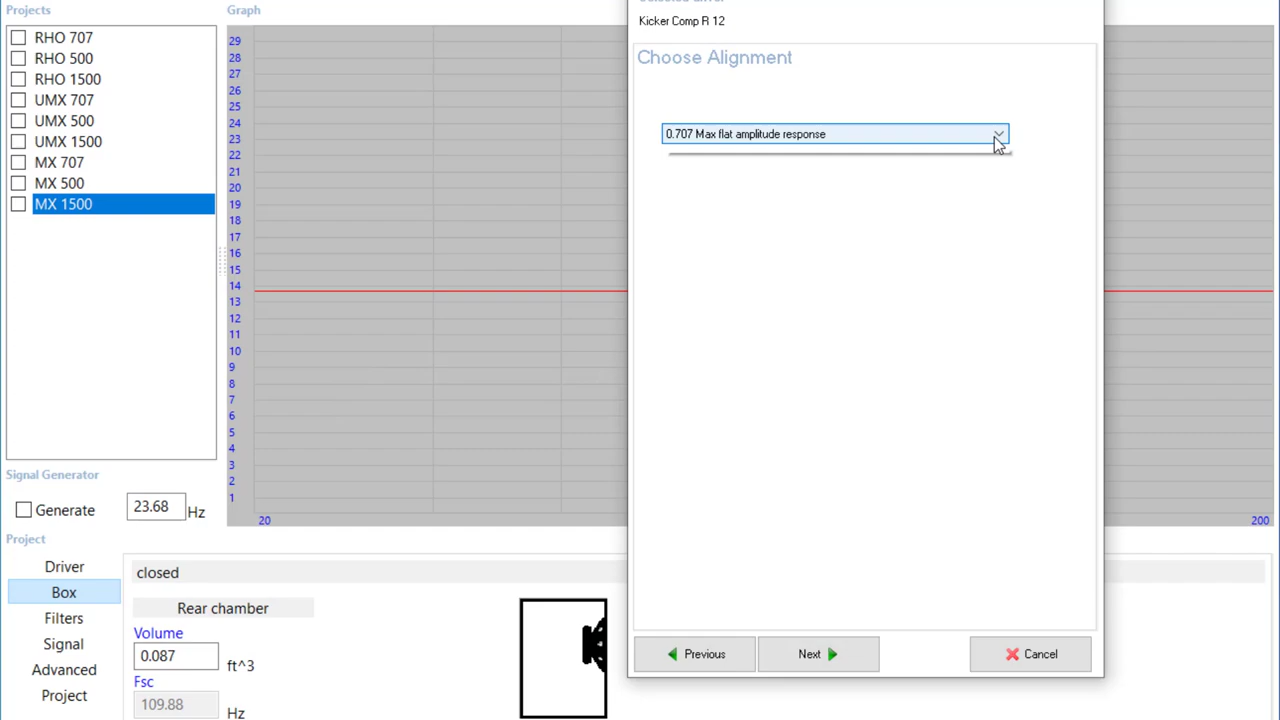 Projects
RHO 707
RHO 500
RHO 1500
UMX 707
UMX 500
UMX 1500
MX 707
MX 500
MX 1500
Signal Generator
Generate
23.68
Hz
Project
Driver
Box
Filters
Signal
Advanced
Project
Graph
29
28
27
26
25
24
23
22
21
20
19
18
17
16
15
14
13
12
11
10
9
8
7
6
5
4
3
2
1
20
200
closed
Rear chamber
Volume
0.087
ft^3
Fsc
109.88
Hz
Kicker Comp R 12
Choose Alignment
0.707 Max flat amplitude response
Previous
Next
Cancel